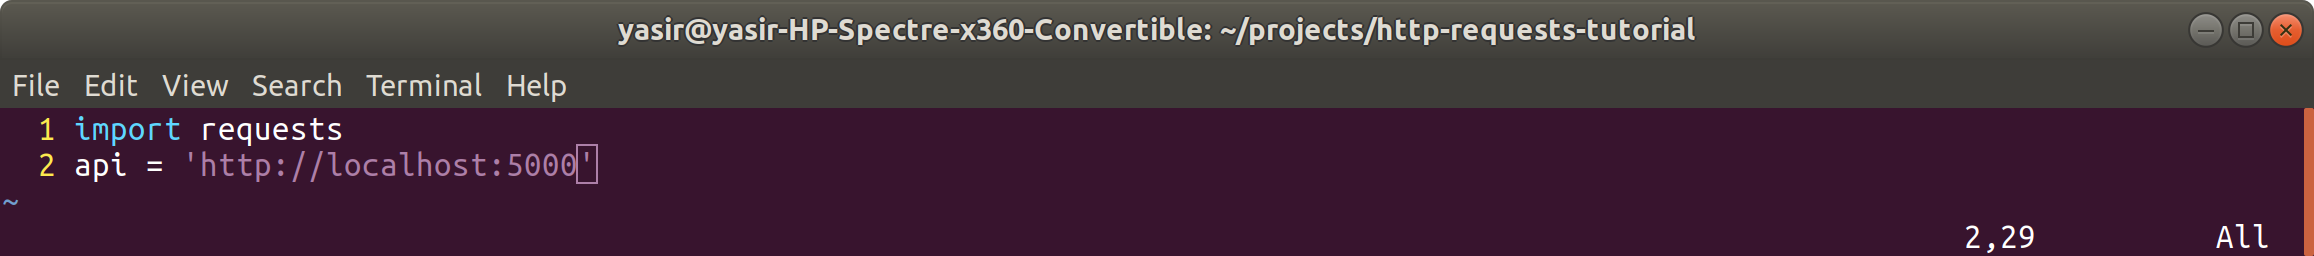 yasir@yasir-HP-Spectre-x360-Convertible: ~/projects/http-requests-tutorial
File Edit View Search Terminal Help
1 import requests
2 api = 'http://localhost:5000'
~
2,29 All